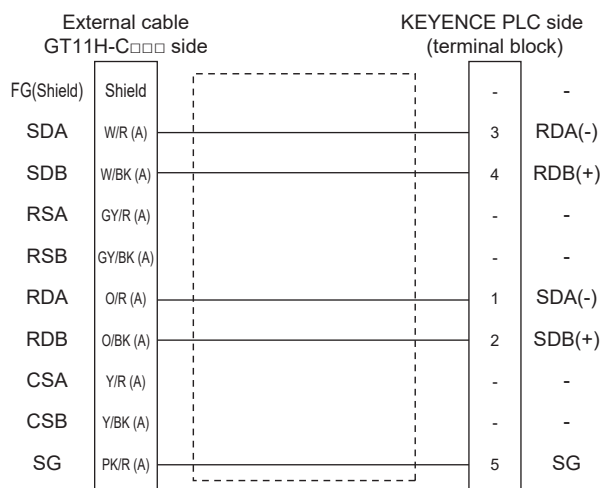 External cable KEYENCE PLC side
GT11H-C□□□ side (terminal block)
FG(Shield) Shield - -
SDA W/R (A) 3 RDA(-)
SDB W/BK (A) 4 RDB(+)
RSA GY/R (A) - -
RSB GY/BK (A) - -
RDA O/R (A) 1 SDA(-)
RDB O/BK (A) 2 SDB(+)
CSA Y/R (A) - -
CSB Y/BK (A) - -
SG PK/R (A) 5 SG